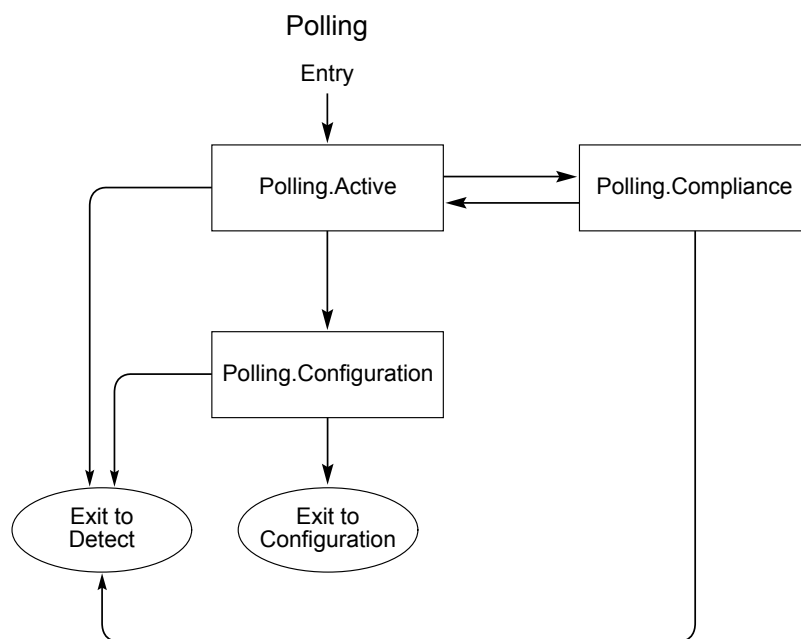 Polling
Entry
Polling.Active
Polling.Compliance
Polling.Configuration
Exit to
Detect
Exit to
Configuration